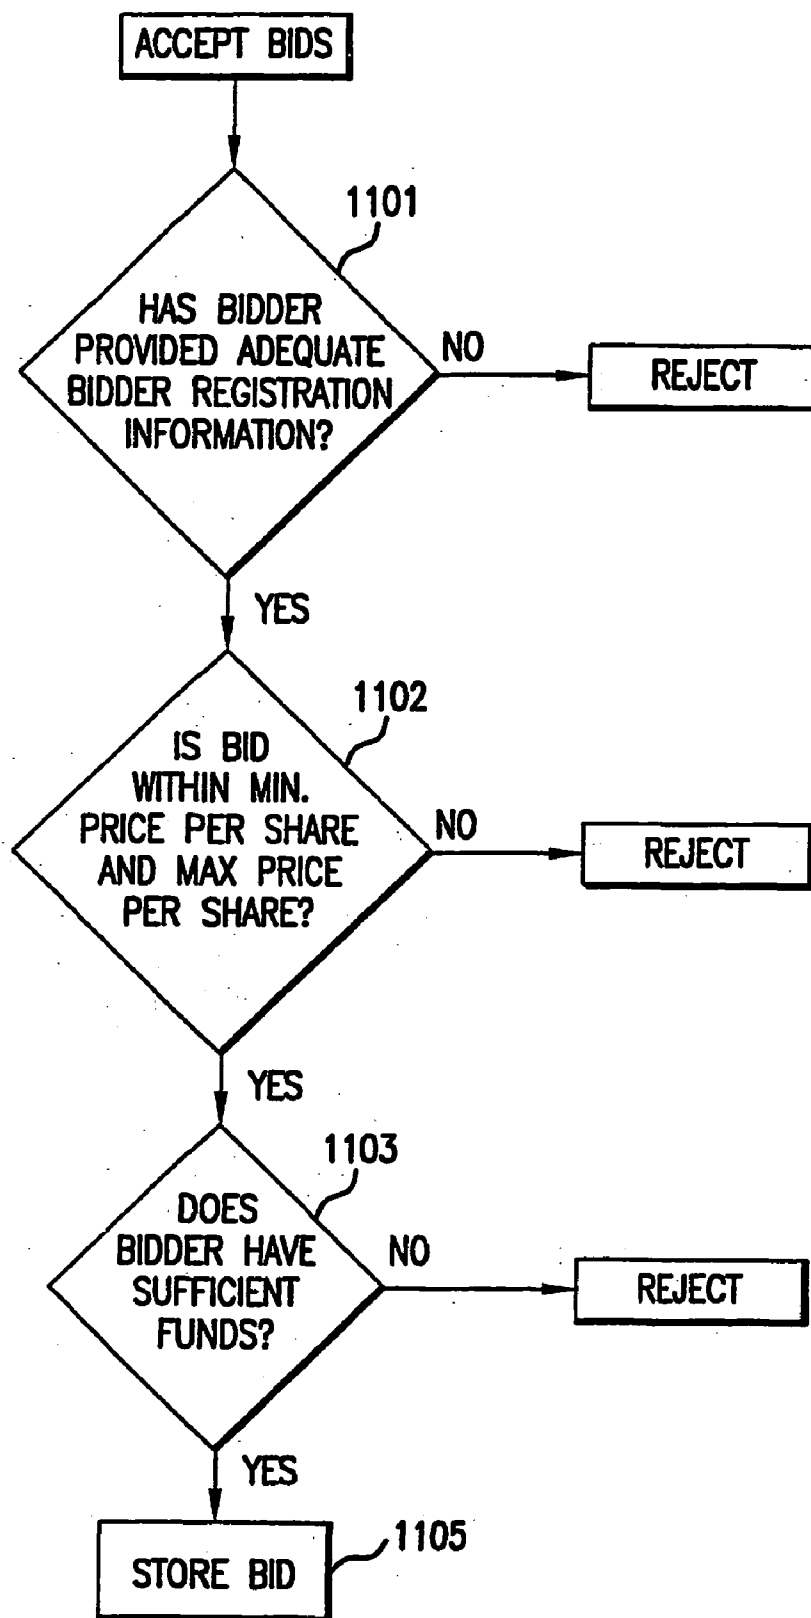 ACCEPT BIDS
1101
HAS BIDDER
PROVIDED ADEQUATE
BIDDER REGISTRATION
INFORMATION?
NO
REJECT
YES
1102
IS BID
WITHIN MIN.
PRICE PER SHARE
AND MAX PRICE
PER SHARE?
NO
REJECT
YES
1103
DOES
BIDDER HAVE
SUFFICIENT
FUNDS?
NO
REJECT
YES
STORE BID
1105